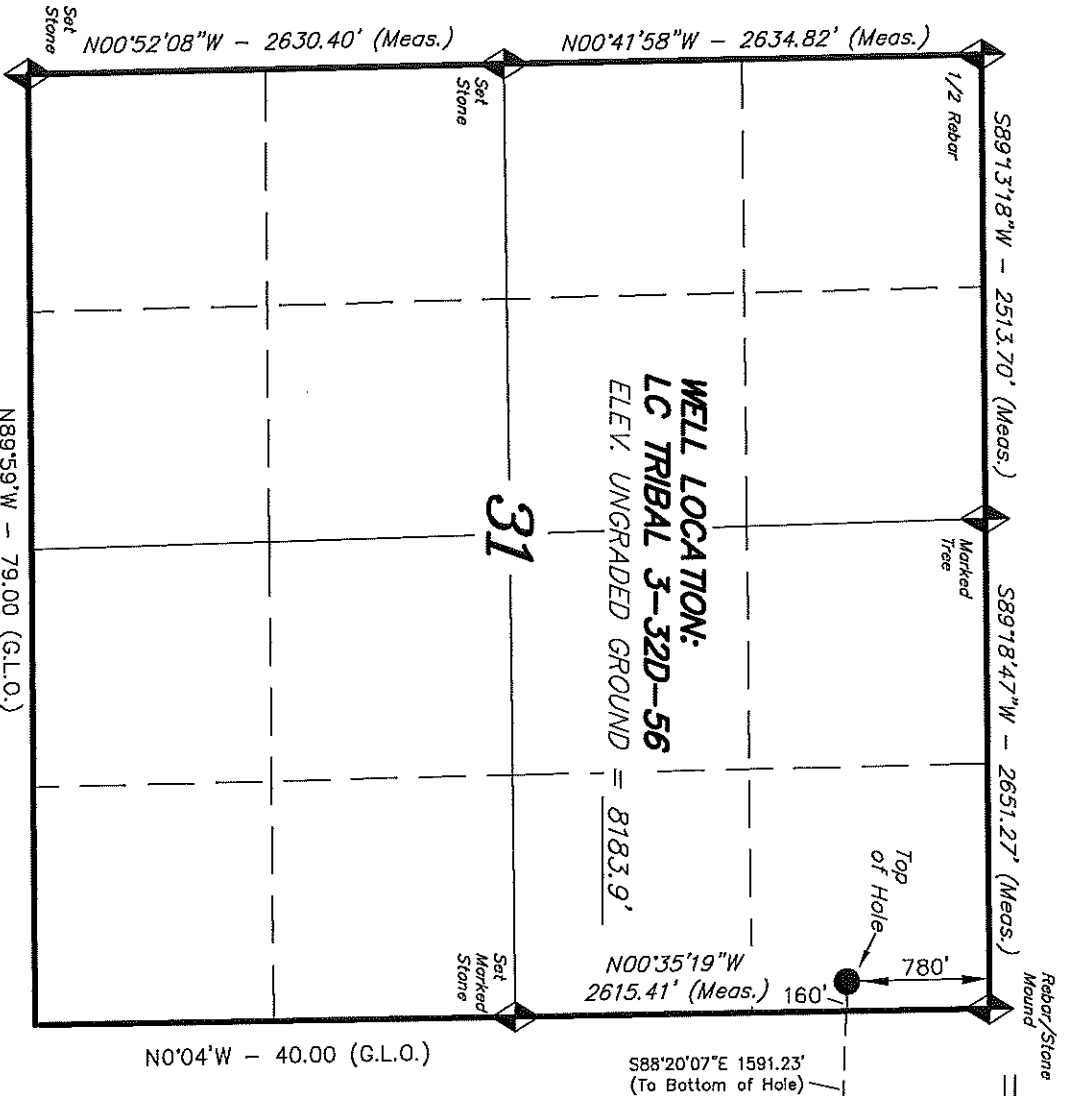 Set
Stone
N00°52'08"W - 2630.40' (Meas.)
N00°41'58"W - 2634.82' (Meas.)
1/2 Rebar
Set
Stone
S89°13'18"W - 2513.70' (Meas.)
Marked
Tree
S89°18'47"W - 2651.27' (Meas.)
Rebar/Stone
Mound
WELL LOCATION:
LC TRIBAL 3-32D-56
ELEV. UNGRADED GROUND = 8183.9'
31
Top
of Hole
780'
160'
N00°35'19"W
2615.41' (Meas.)
Set
Marked
Stone
N0°04'W - 40.00 (G.L.O.)
S88°20'07"E 1591.23'
(To Bottom of Hole)
N89°59'W - 79.00 (G.L.O.)